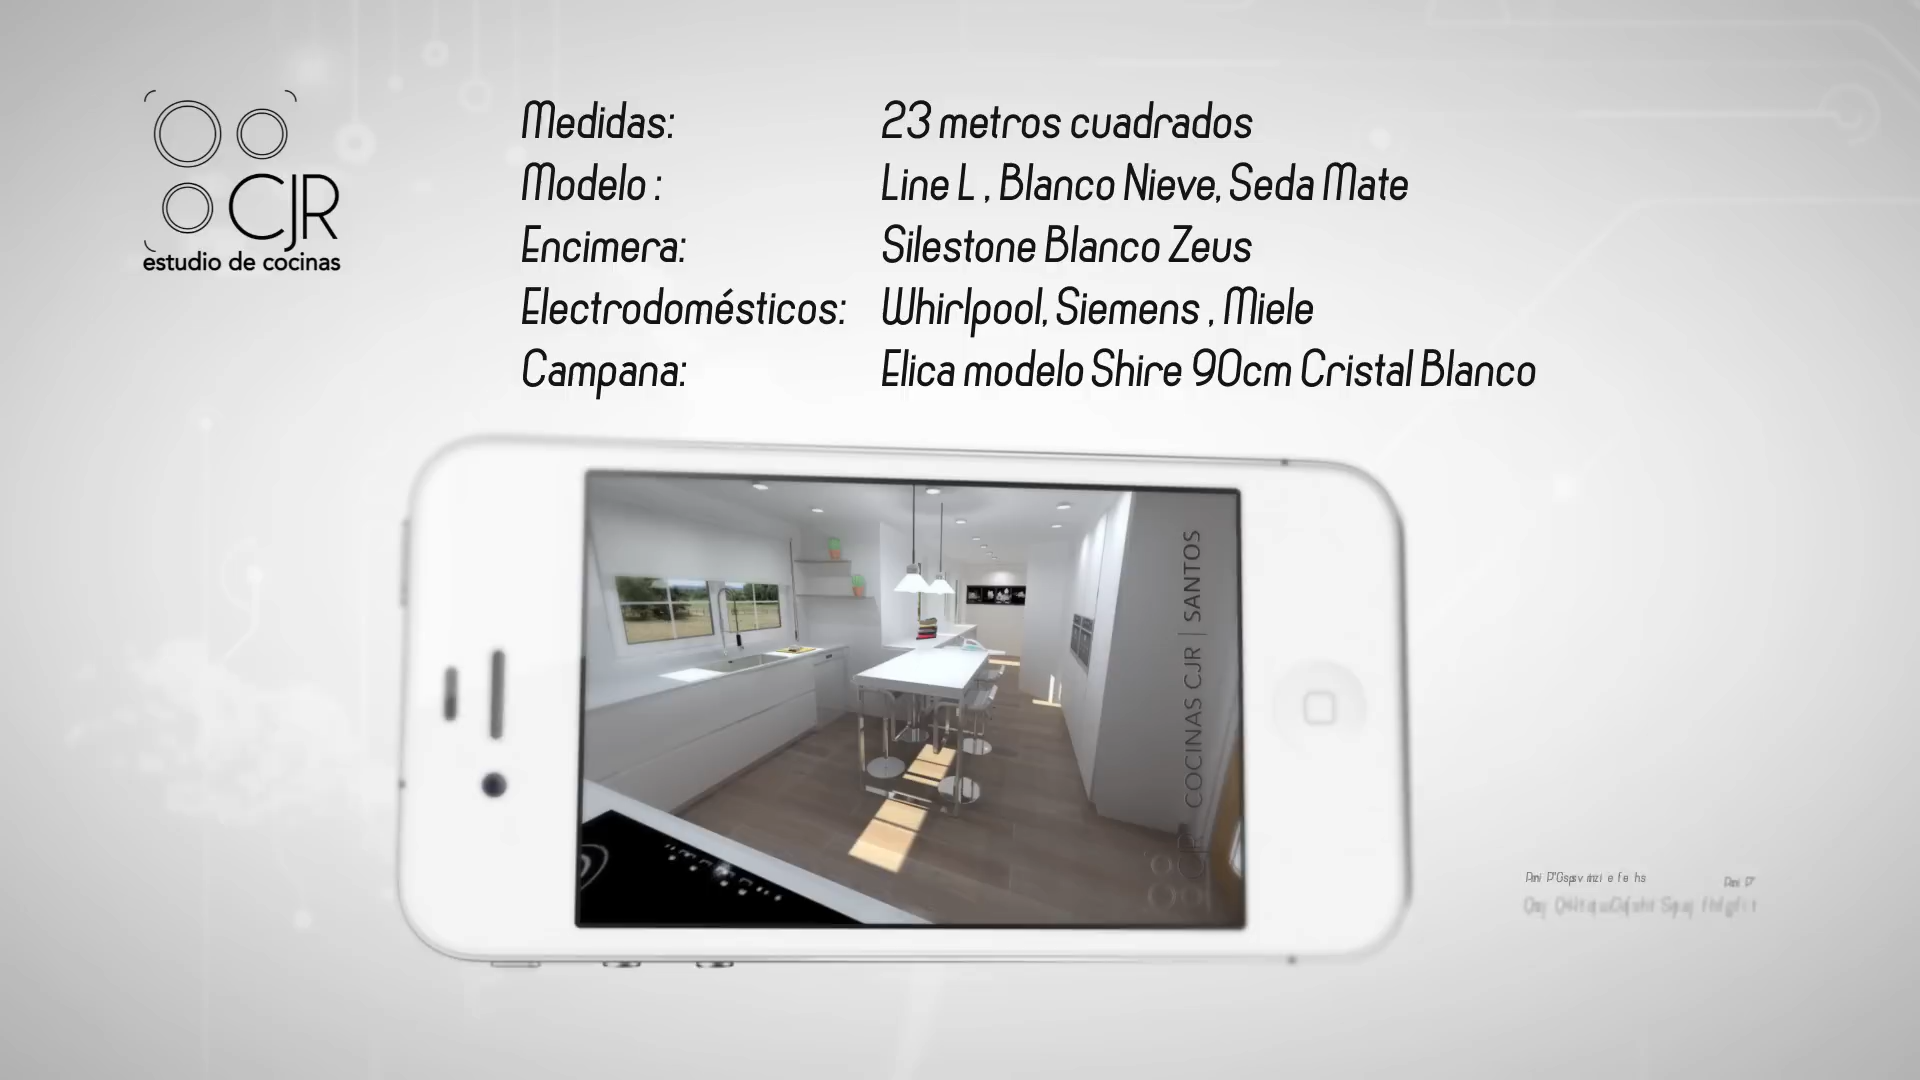 CJR
estudio de cocinas
Medidas: 23 metros cuadrados
Modelo : Line L , Blanco Nieve, Seda Mate
Encimera: Silestone Blanco Zeus
Electrodomésticos: Whirlpool, Siemens , Miele
Campana: Elica modelo Shire 90cm Cristal Blanco
COCINAS CJR | SANTOS
CJR